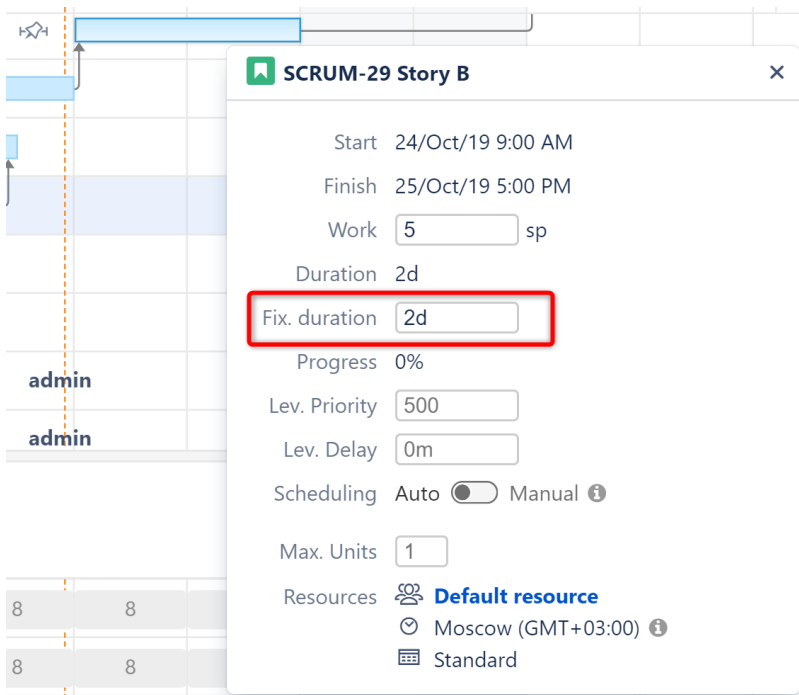 SCRUM-29 Story B
Start 24/Oct/19 9:00 AM
Finish 25/Oct/19 5:00 PM
Work 5 sp
Duration 2d
Fix. duration 2d
Progress 0%
admin
Lev. Priority 500
admin
Lev. Delay 0m
Scheduling Auto Manual
Max. Units 1
Resources Default resource
8 8
Moscow (GMT+03:00)
Standard
8 8